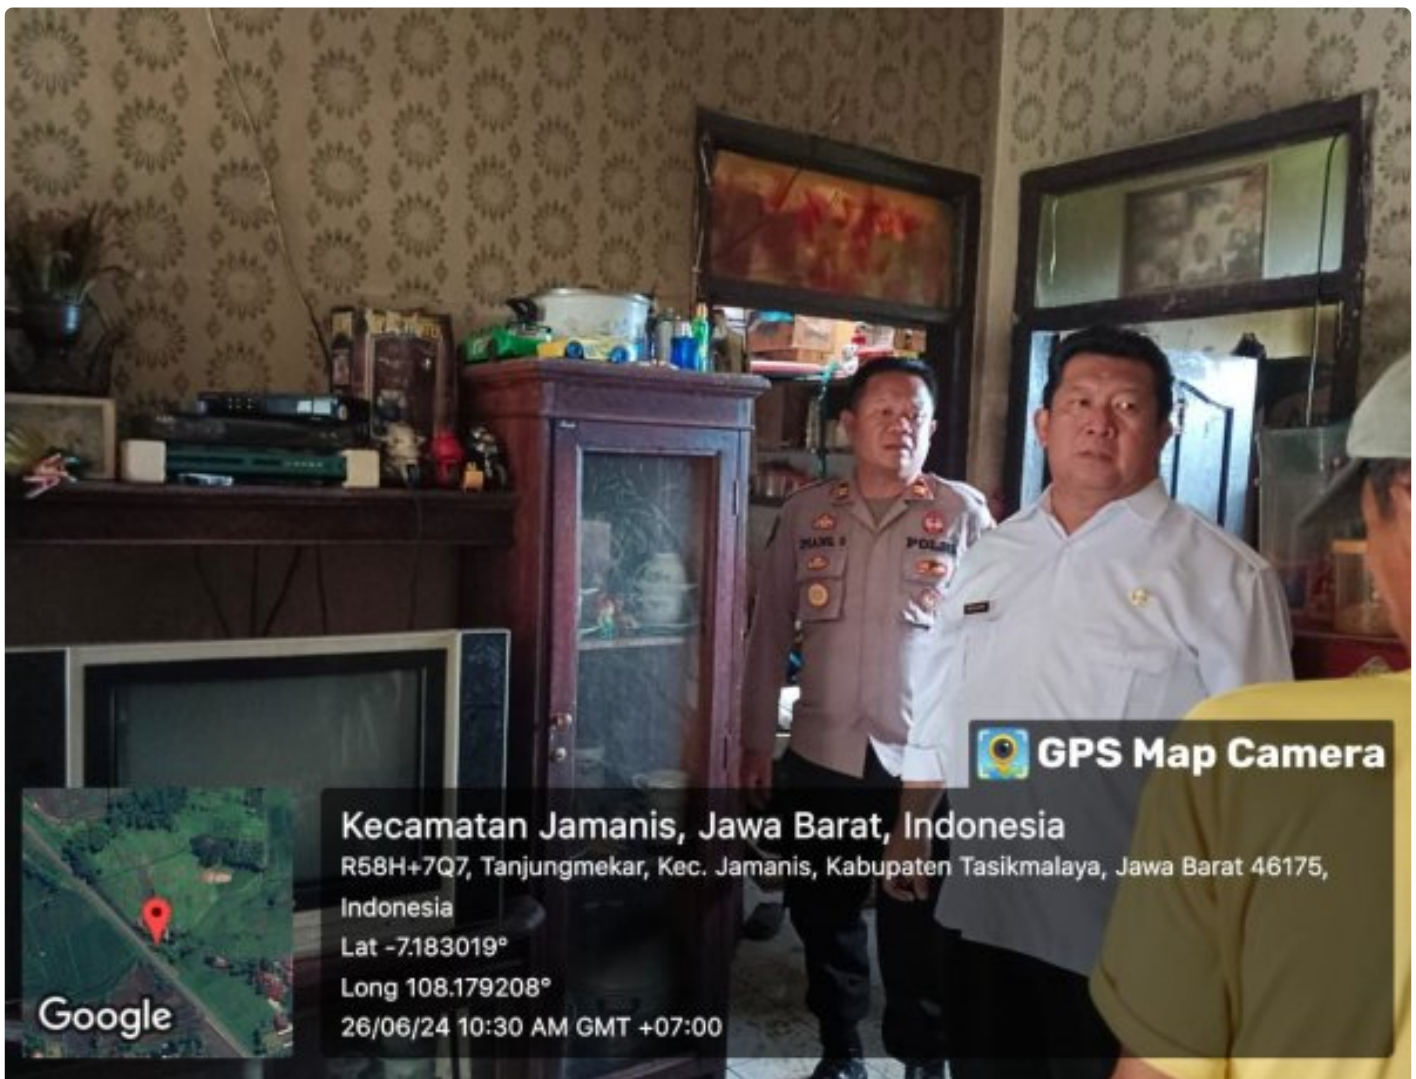 POLRI
GPS Map Camera
Kecamatan Jamanis, Jawa Barat, Indonesia
R58H+7Q7, Tanjungmekar, Kec. Jamanis, Kabupaten Tasikmalaya, Jawa Barat 46175,
Indonesia
Lat -7.183019°
Long 108.179208°
26/06/24 10:30 AM GMT +07:00
Google